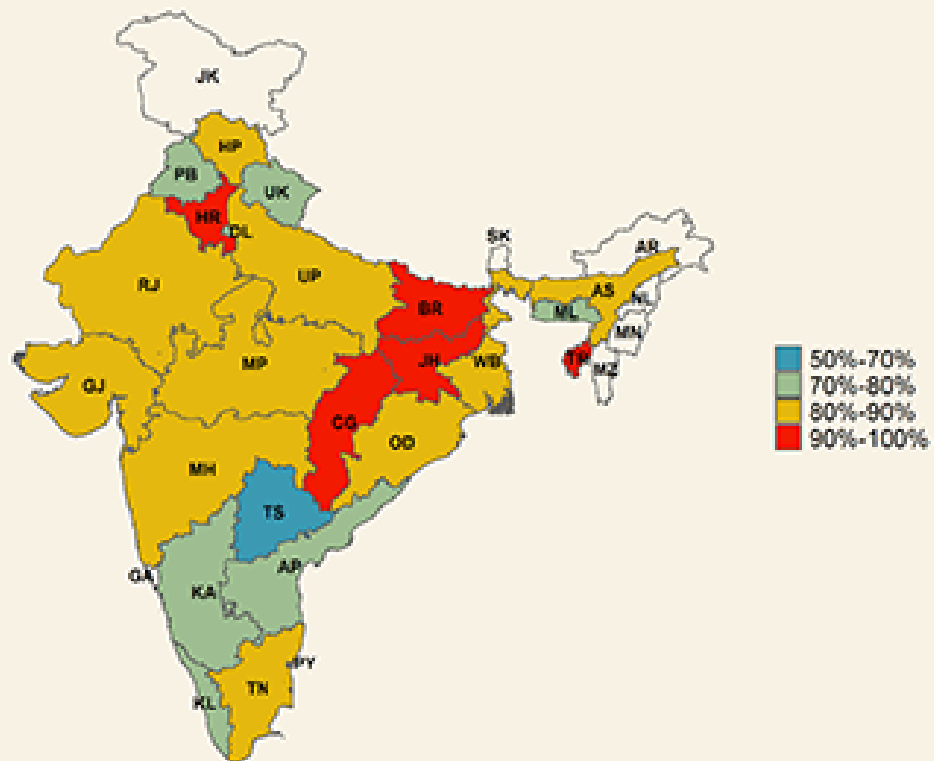 JK
HP
PB
UK
HR
DL
SK
AR
RJ
UP
AS
NL
BR
ML
MN
MP
JH
WB
TR
MZ
GJ
50%-70%
70%-80%
CG
80%-90%
OD
90%-100%
MH
TS
AP
GA
KA
PY
TN
KL